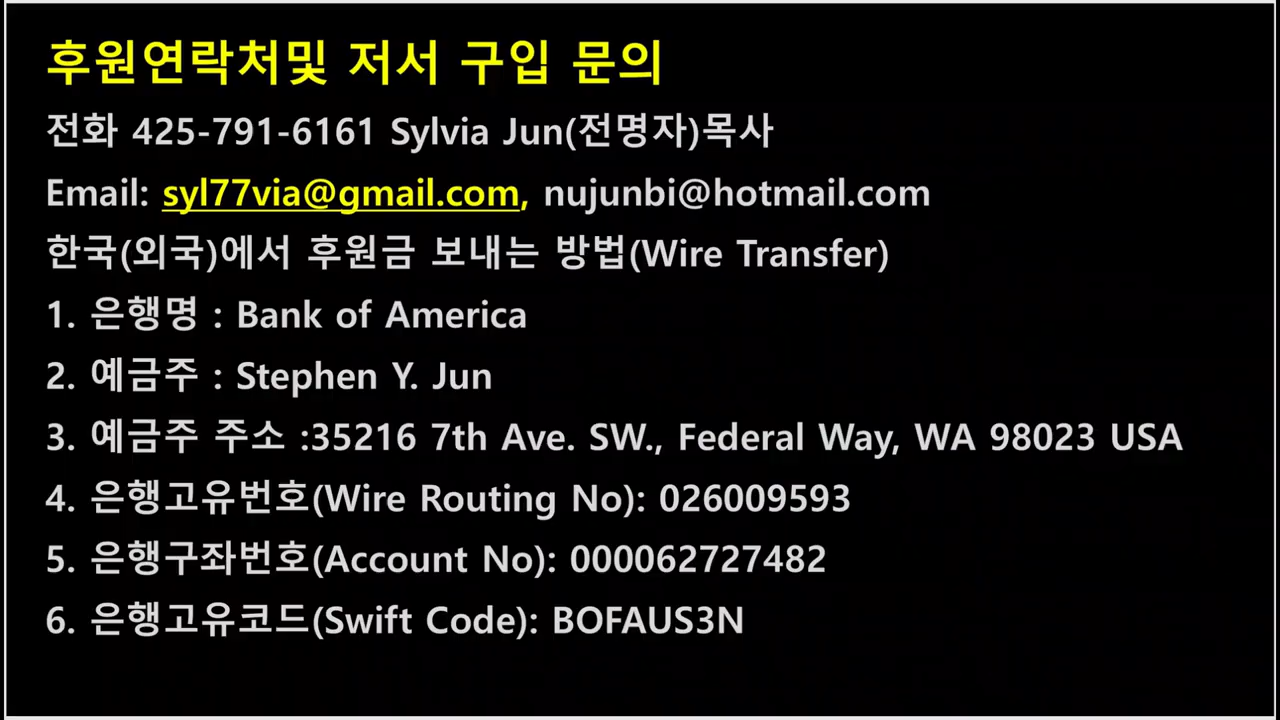 후원연락처및 저서 구입 문의
전화 425-791-6161 Sylvia Jun(전명자)목사
Email: syl77via@gmail.com, nujunbi@hotmail.com
한국(외국)에서 후원금 보내는 방법(Wire Transfer)
1. 은행명 : Bank of America
2. 예금주 : Stephen Y. Jun
3. 예금주 주소 :35216 7th Ave. SW., Federal Way, WA 98023 USA
4. 은행고유번호(Wire Routing No): 026009593
5. 은행구좌번호(Account No): 000062727482
6. 은행고유코드(Swift Code): BOFAUS3N